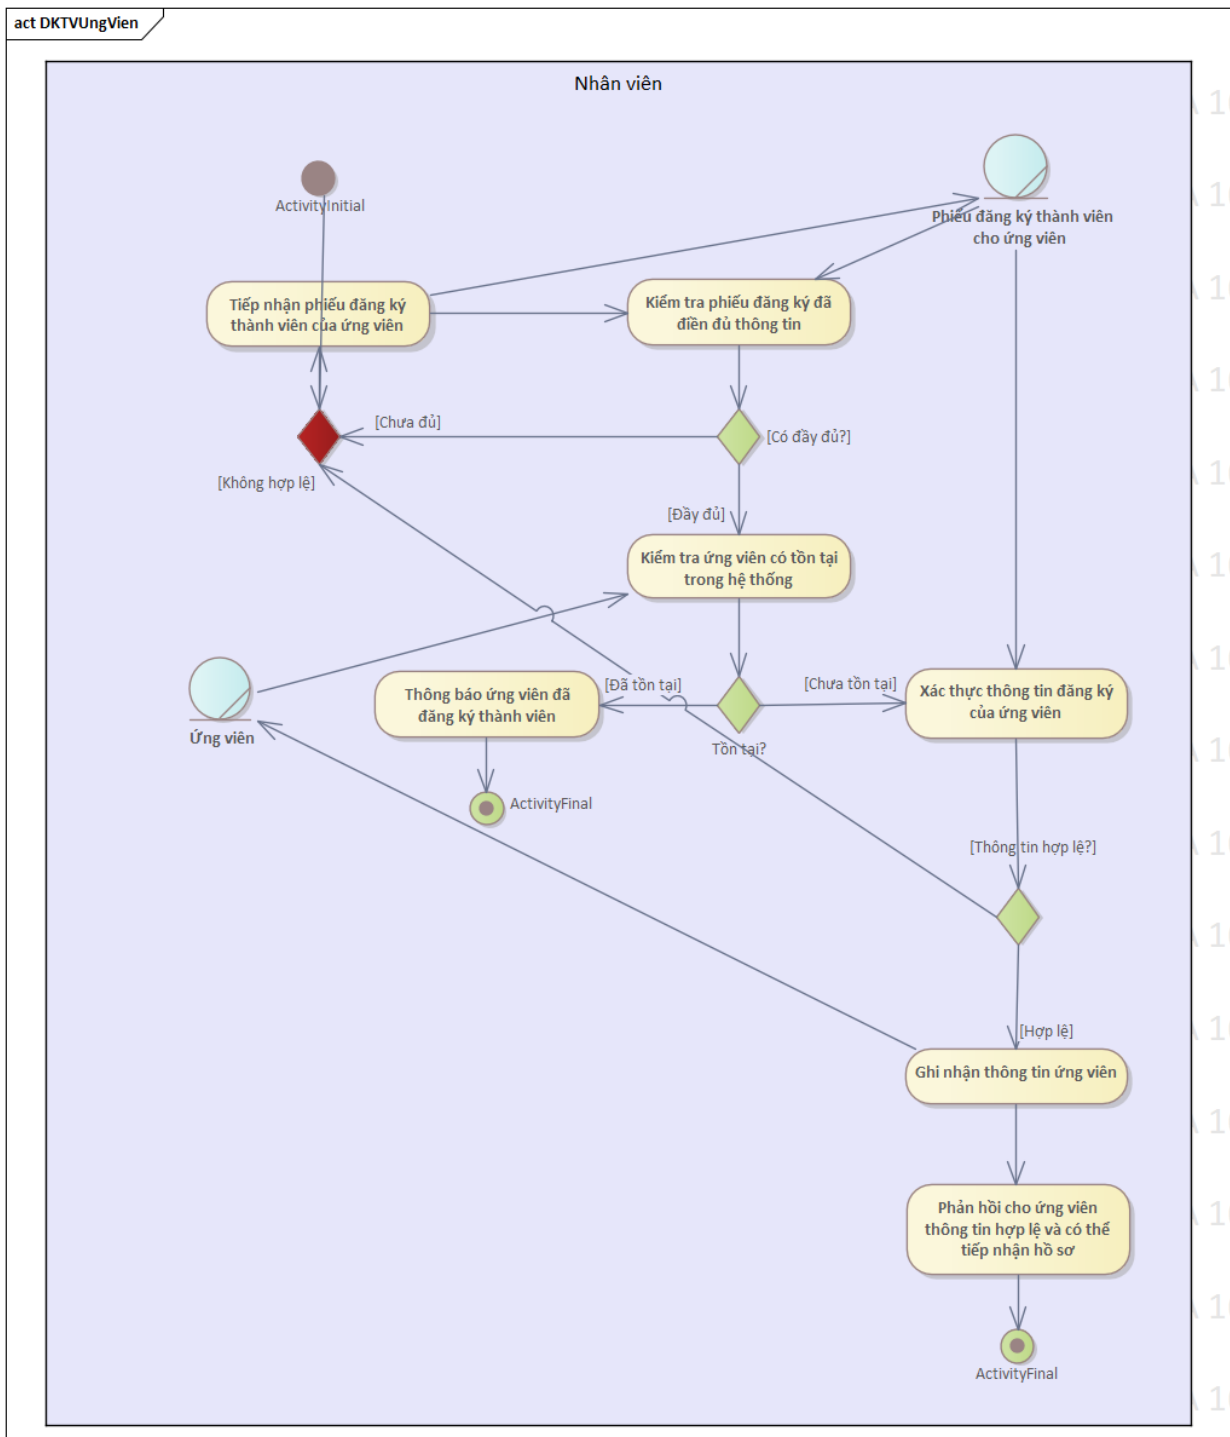 act DKTVUngVien
Nhân viên
ActivityInitial
Phiếu đăng ký thành viên
cho ứng viên
Tiếp nhận phiếu đăng ký
thành viên của ứng viên
Kiểm tra phiếu đăng ký đã
điền đủ thông tin
[Chưa đủ]
[Có đầy đủ?]
[Không hợp lệ]
[Đầy đủ]
Kiểm tra ứng viên có tồn tại
trong hệ thống
Ứng viên
Thông báo ứng viên đã
đăng ký thành viên
[Đã tồn tại]
[Chưa tồn tại]
Tồn tại?
Xác thực thông tin đăng ký
của ứng viên
ActivityFinal
[Thông tin hợp lệ?]
[Hợp lệ]
Ghi nhận thông tin ứng viên
Phản hồi cho ứng viên
thông tin hợp lệ và có thể
tiếp nhận hồ sơ
ActivityFinal